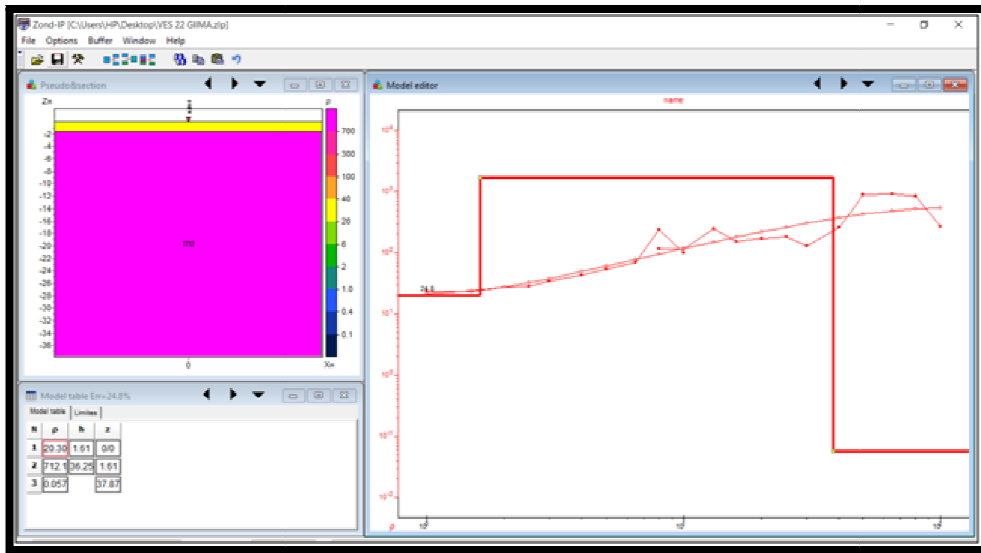 Zond-IP [C:\Users\HP\Desktop\VES 22 GIIMA.zlp]
File Options Buffer Window Help
Pseudo&section
Zn
ρ
-2
-4
-6
-8
-10
-12
-14
-16
-18
-20
-22
-24
-26
-28
-30
-32
-34
-36
700
300
100
40
20
6
2
1.0
0.4
0.1
0
X=
Model table Err=24.8%
Model table Limites
N ρ h z
1 20.30 1.61 0/0
2 712.1 36.25 1.61
3 0.057 37.87
Model editor
name
24.8
ρ